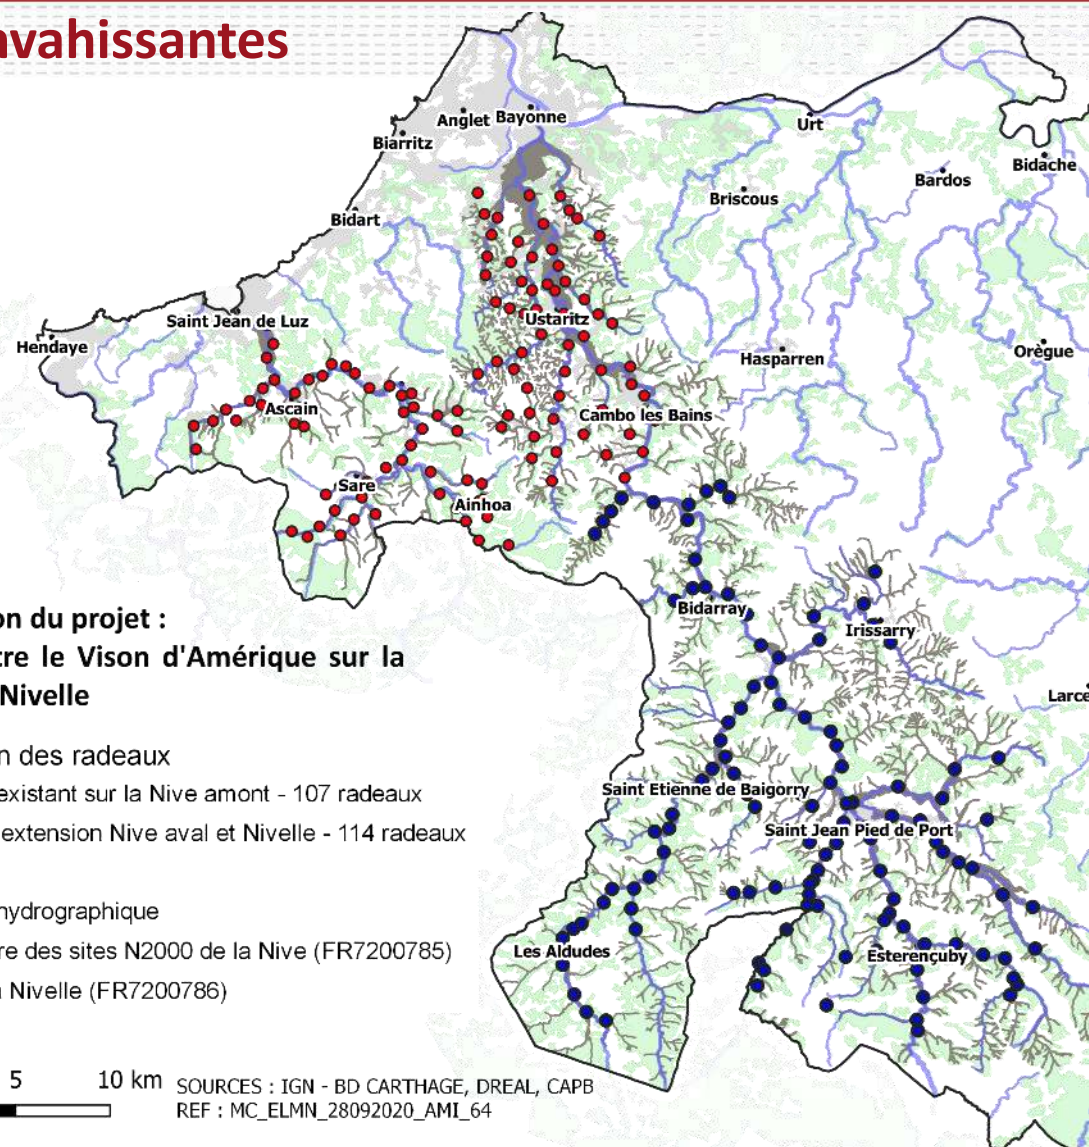 nvahissantes
Anglet
Bayonne
Urt
Biarritz
Bidache
Bardos
Briscous
Bidart
Saint Jean de Luz
Ustaritz
Hendaye
Hasparren
Orègue
Ascain
Cambo les Bains
Sare
Ainhoa
Bidarray
Irissarry
Larce
on du projet :
tre le Vison d'Amérique sur la
Nivelle
n des radeaux
existant sur la Nive amont - 107 radeaux
extension Nive aval et Nivelle - 114 radeaux
hydrographique
re des sites N2000 de la Nive (FR7200785)
a Nivelle (FR7200786)
Saint Etienne de Baigorry
Saint Jean Pied de Port
Les Aldudes
Esterençuby
5 10 km
SOURCES : IGN - BD CARTHAGE, DREAL, CAPB
REF : MC_ELMN_28092020_AMI_64